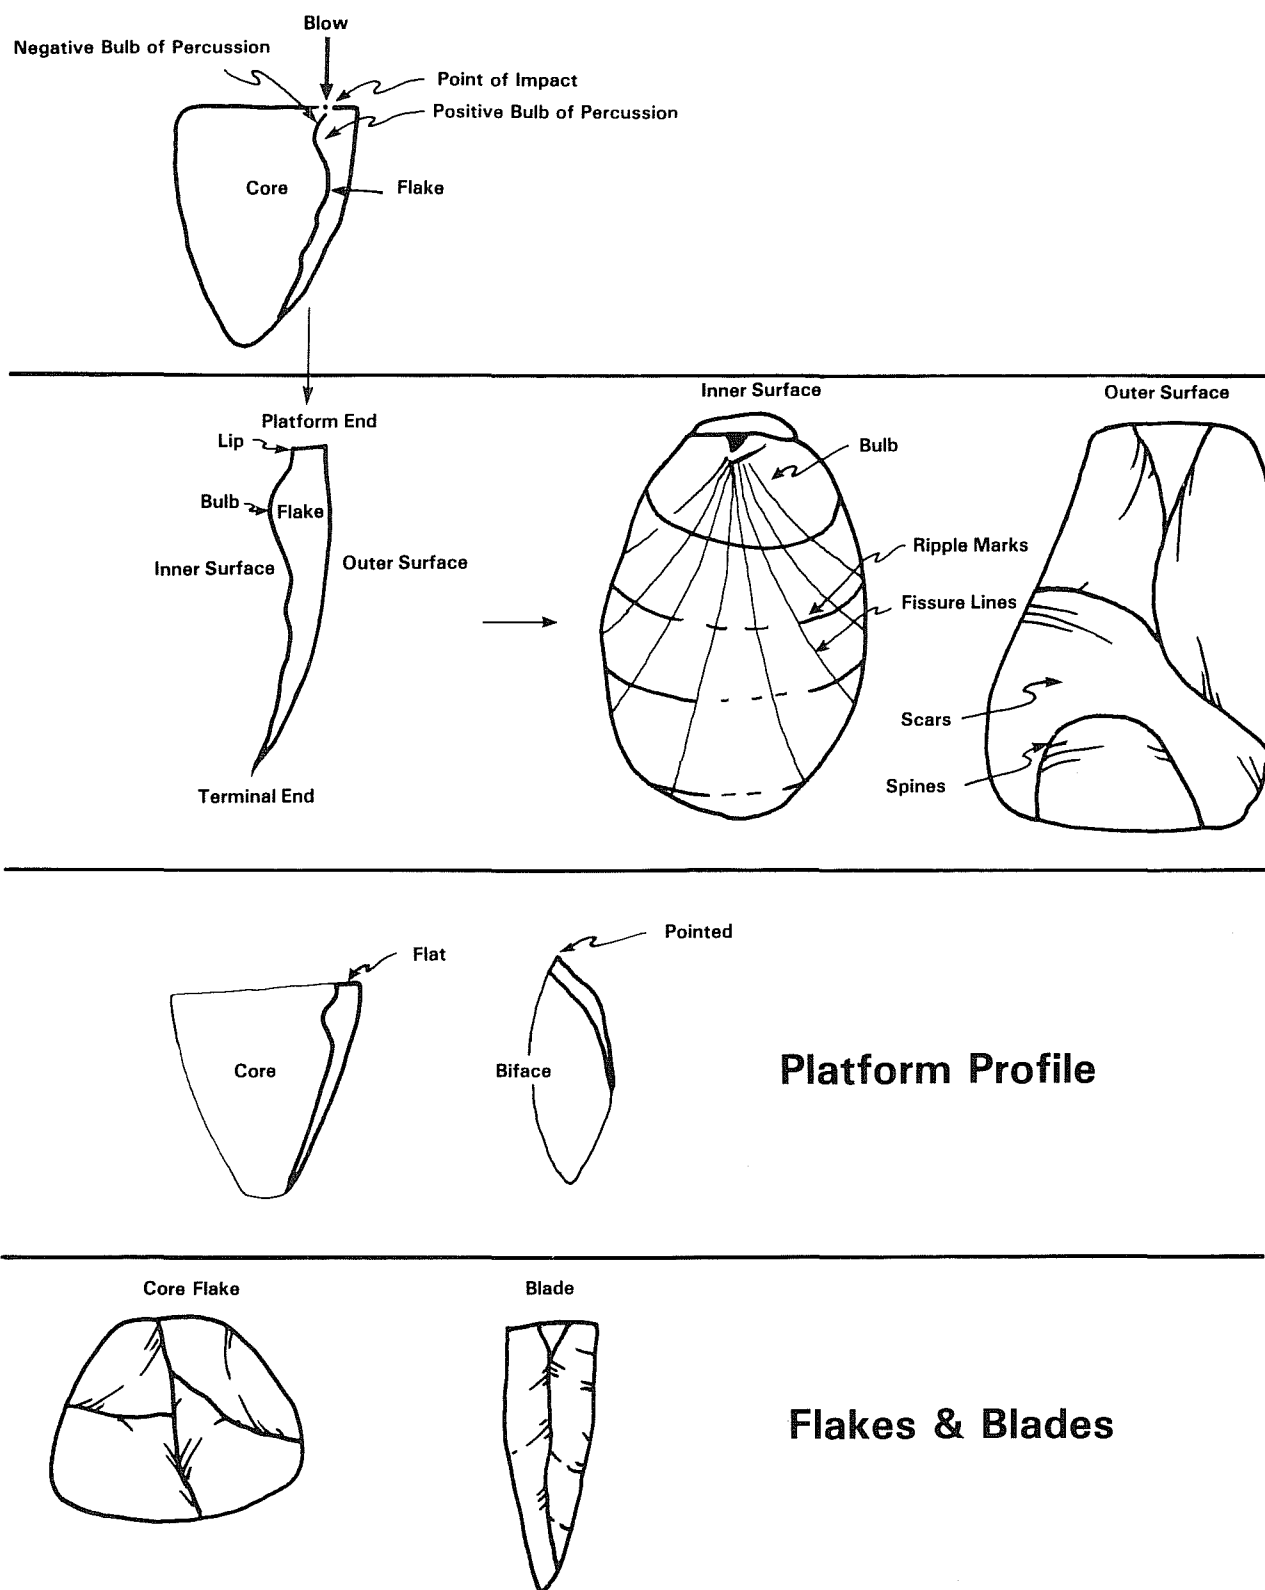 Blow
Negative Bulb of Percussion
Point of Impact
Positive Bulb of Percussion
Core
Flake
Inner Surface
Outer Surface
Platform End
Lip
Bulb
Bulb
Flake
Ripple Marks
Inner Surface
Outer Surface
Fissure Lines
Scars
Spines
Terminal End
Pointed
Flat
Core
Biface
Platform Profile
Core Flake
Blade
Flakes & Blades